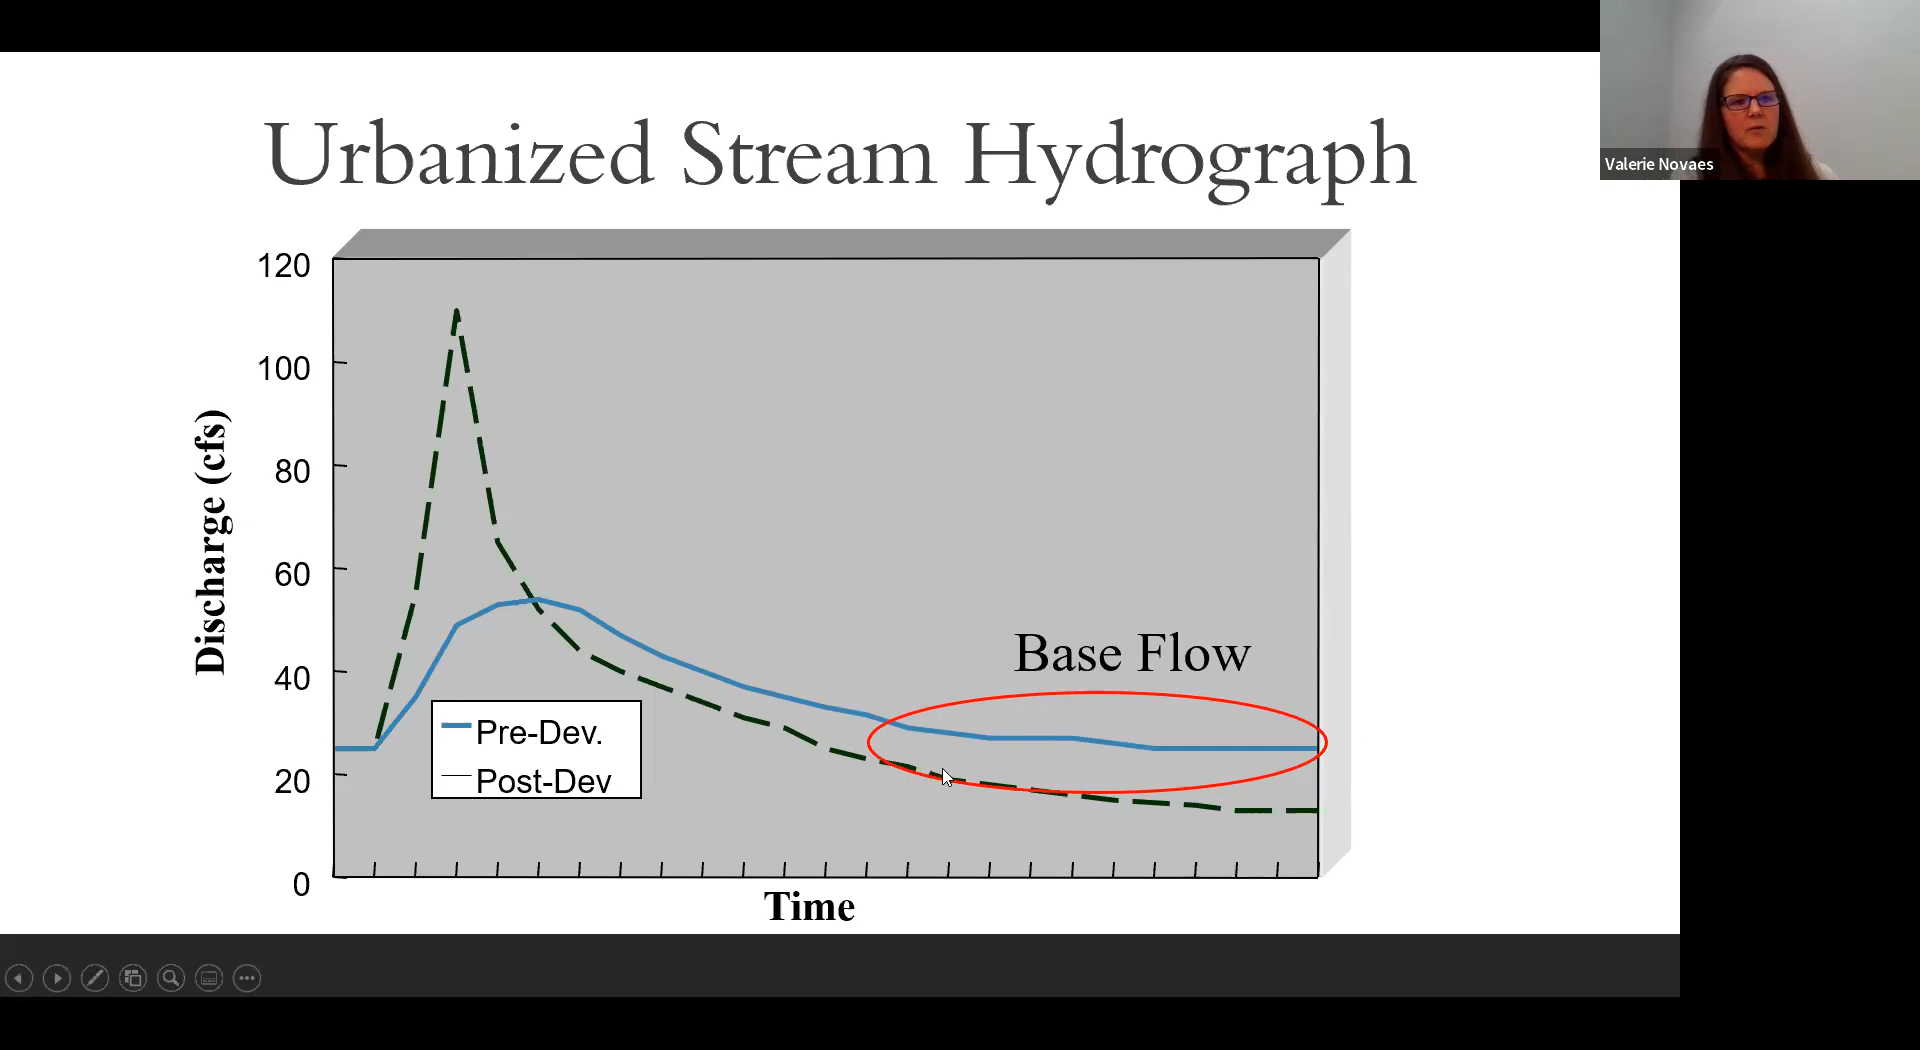 Urbanized Stream Hydrograph
Valerie Novaes
120
100
80
60
40
20
0
Discharge (cfs)
Base Flow
Pre-Dev.
Post-Dev
Time